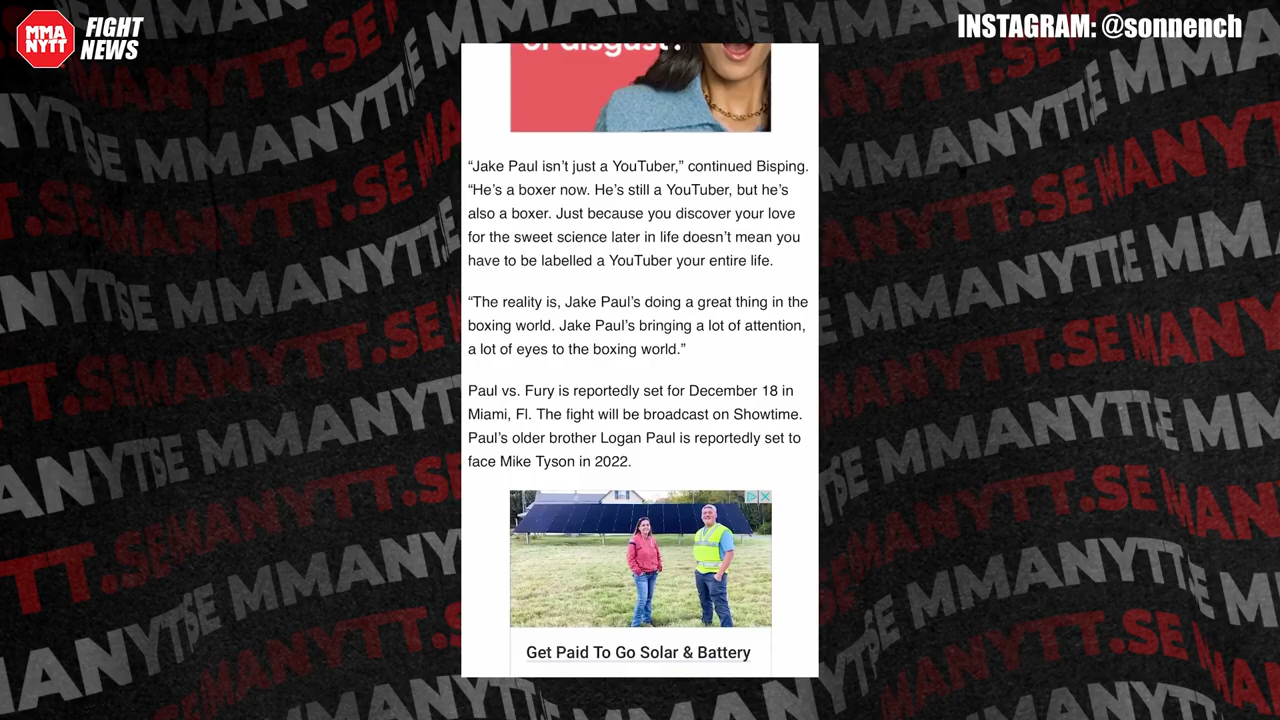 MMA
NYTT
FIGHT
NEWS
INSTAGRAM: @sonnench
or disgust?
“Jake Paul isn’t just a YouTuber,” continued Bisping.
“He’s a boxer now. He’s still a YouTuber, but he’s
also a boxer. Just because you discover your love
for the sweet science later in life doesn’t mean you
have to be labelled a YouTuber your entire life.
“The reality is, Jake Paul’s doing a great thing in the
boxing world. Jake Paul’s bringing a lot of attention,
a lot of eyes to the boxing world.”
Paul vs. Fury is reportedly set for December 18 in
Miami, Fl. The fight will be broadcast on Showtime.
Paul’s older brother Logan Paul is reportedly set to
face Mike Tyson in 2022.
Get Paid To Go Solar & Battery